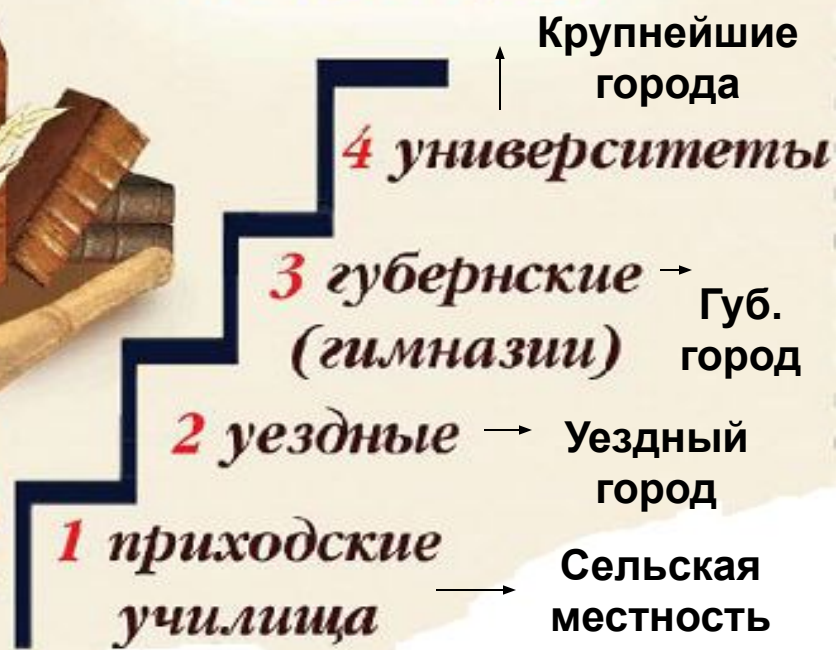 Крупнейшие
города
4 университеты
3 губернские
(гимназии)
Губ.
город
2 уездные
Уездный
город
1 приходские
училища
Сельская
местность